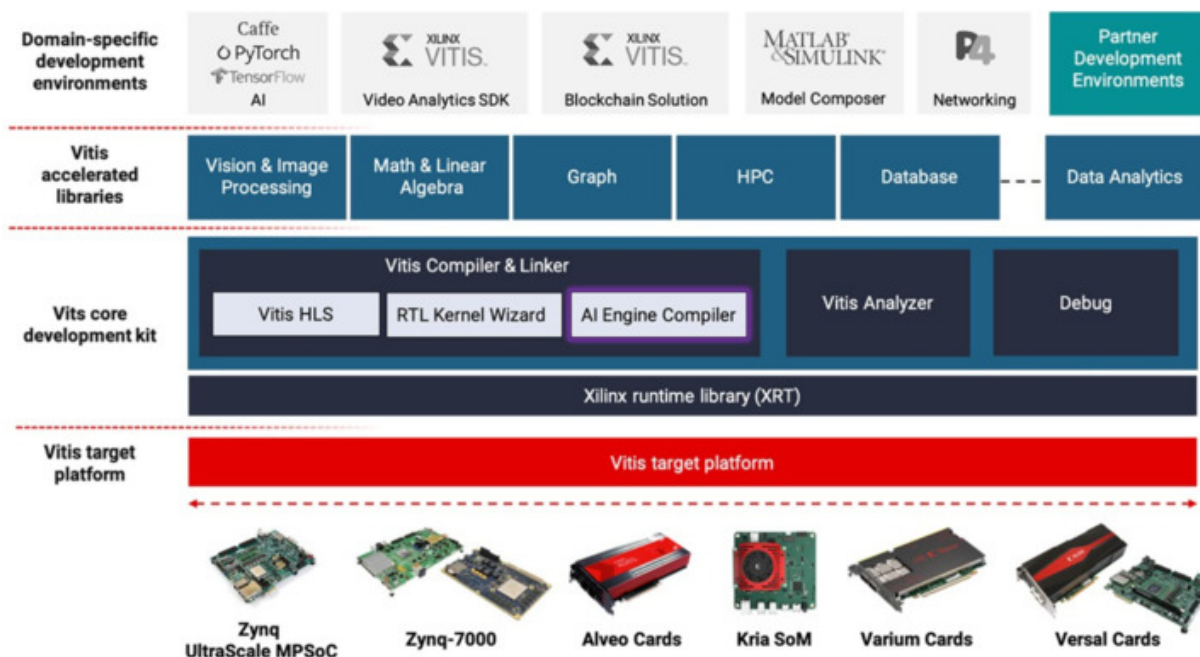 Domain-specific
development
environments
Caffe
PyTorch
TensorFlow
AI
XILINX
VITIS
Video Analytics SDK
XILINX
VITIS
Blockchain Solution
MATLAB
&SIMULINK
Model Composer
P4
Networking
Partner
Development
Environments
Vitis
accelerated
libraries
Vision & Image
Processing
Math & Linear
Algebra
Graph
HPC
Database
Data Analytics
Vits core
development kit
Vitis Compiler & Linker
Vitis HLS
RTL Kernel Wizard
AI Engine Compiler
Vitis Analyzer
Debug
Xilinx runtime library (XRT)
Vitis target
platform
Vitis target platform
Zynq
UltraScale MPSoC
Zynq-7000
Alveo Cards
Kria SoM
Varium Cards
Versal Cards